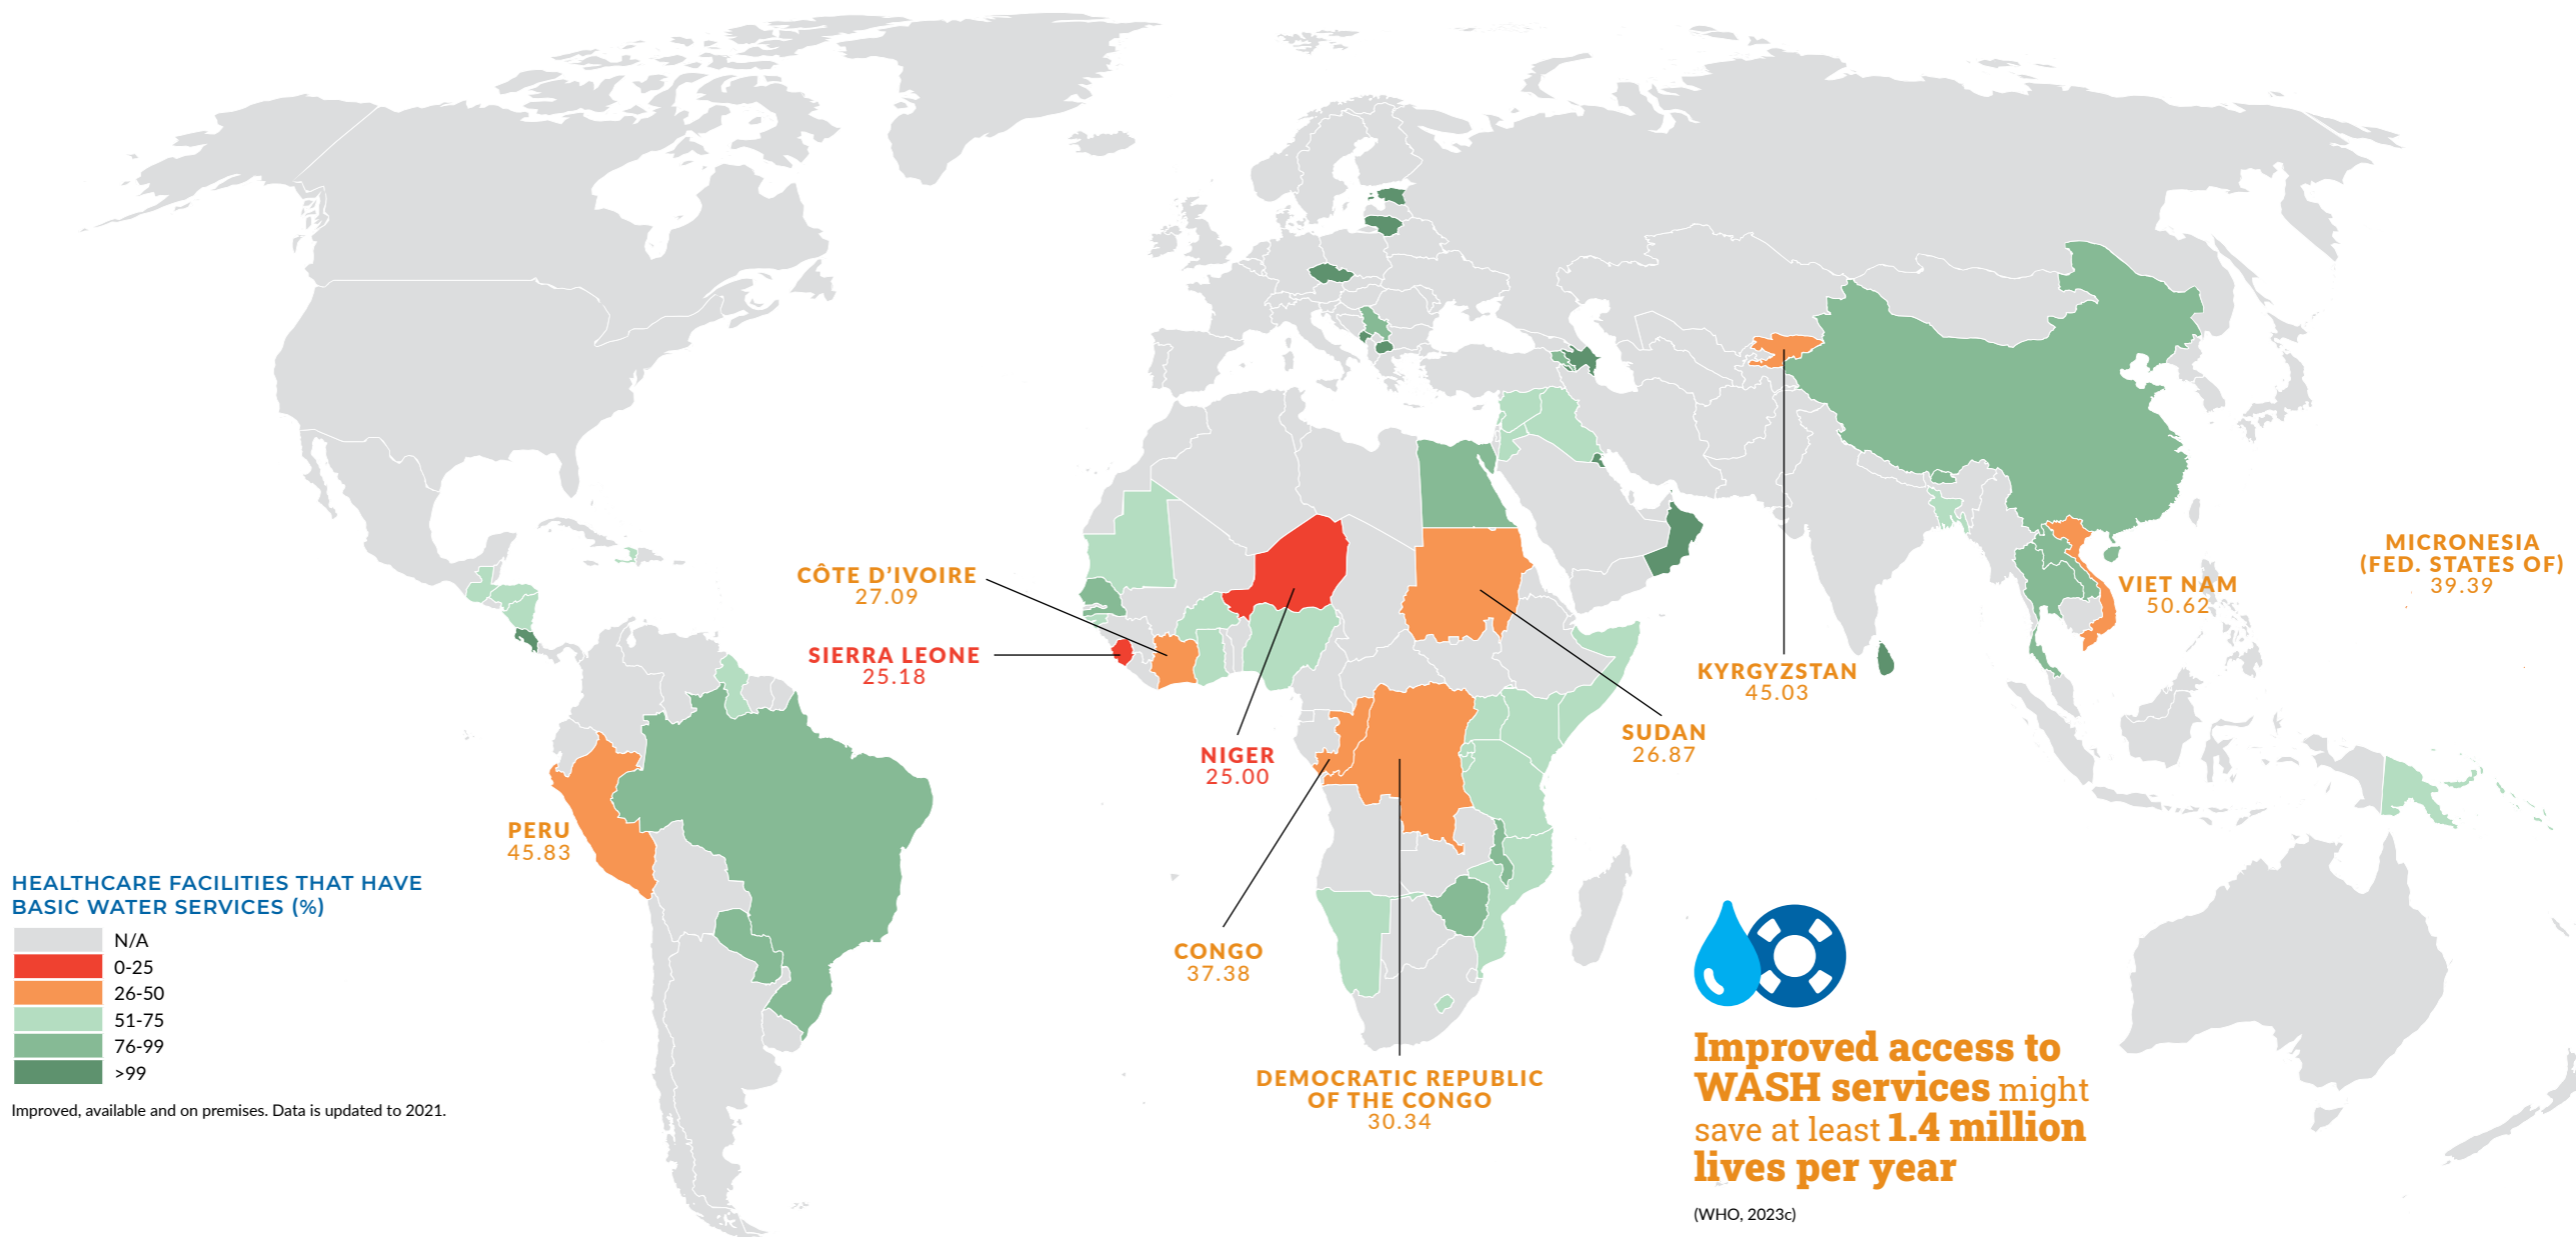 CÔTE D'IVOIRE
27.09
SIERRA LEONE
25.18
NIGER
25.00
SUDAN
26.87
KYRGYZSTAN
45.03
VIET NAM
50.62
MICRONESIA
(FED. STATES OF)
39.39
PERU
45.83
CONGO
37.38
DEMOCRATIC REPUBLIC
OF THE CONGO
30.34
HEALTHCARE FACILITIES THAT HAVE
BASIC WATER SERVICES (%)
N/A
0-25
26-50
51-75
76-99
>99
Improved, available and on premises. Data is updated to 2021.
Improved access to
WASH services might
save at least 1.4 million
lives per year
(WHO, 2023c)